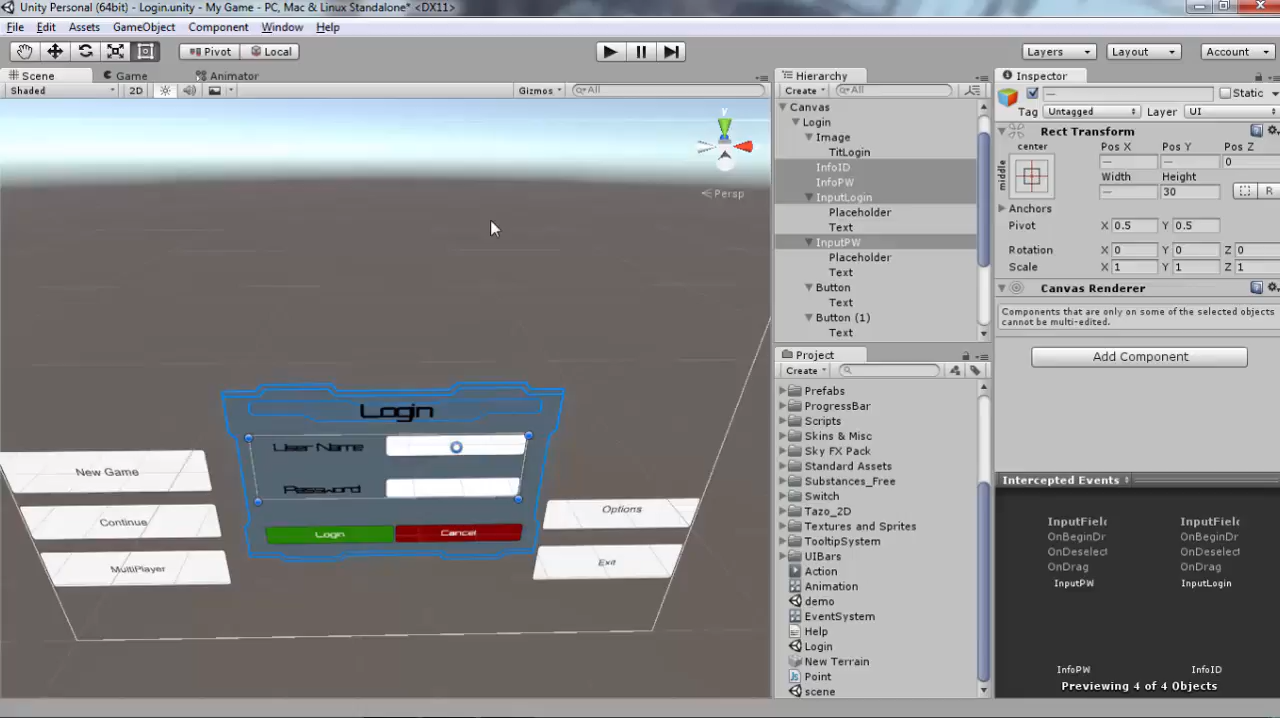 Unity Personal (64bit) - Login.unity - My Game - PC, Mac & Linux Standalone* <DX11>
File Edit Assets GameObject Component Window Help
Pivot Local Layers Layout Account
Scene Game Animator
Shaded 2D Gizmos All
y
Persp
Login
User Name
Password
Login Cancel
New Game
Continue
MultiPlayer
Options
Exit
Hierarchy
Create All
Canvas
Login
Image
TitLogin
InfoID
InfoPW
InputLogin
Placeholder
Text
InputPW
Placeholder
Text
Button
Text
Button (1)
Text
Project
Create
Prefabs
ProgressBar
Scripts
Skins & Misc
Sky FX Pack
Standard Assets
Substances_Free
Switch
Tazo_2D
Textures and Sprites
TooltipSystem
UIBars
Action
Animation
demo
EventSystem
Help
Login
New Terrain
Point
scene
Inspector
— Static
Tag Untagged Layer UI
Rect Transform
center Pos X Pos Y Pos Z
middle — — 0
Width Height
— 30 R
Anchors
Pivot X 0.5 Y 0.5
Rotation X 0 Y 0 Z 0
Scale X 1 Y 1 Z 1
Canvas Renderer
Components that are only on some of the selected objects
cannot be multi-edited.
Add Component
Intercepted Events
InputFielc InputFielc
OnBeginDr OnBeginDr
OnDeselect OnDeselect
OnDrag OnDrag
InputPW InputLogin
InfoPW InfoID
Previewing 4 of 4 Objects